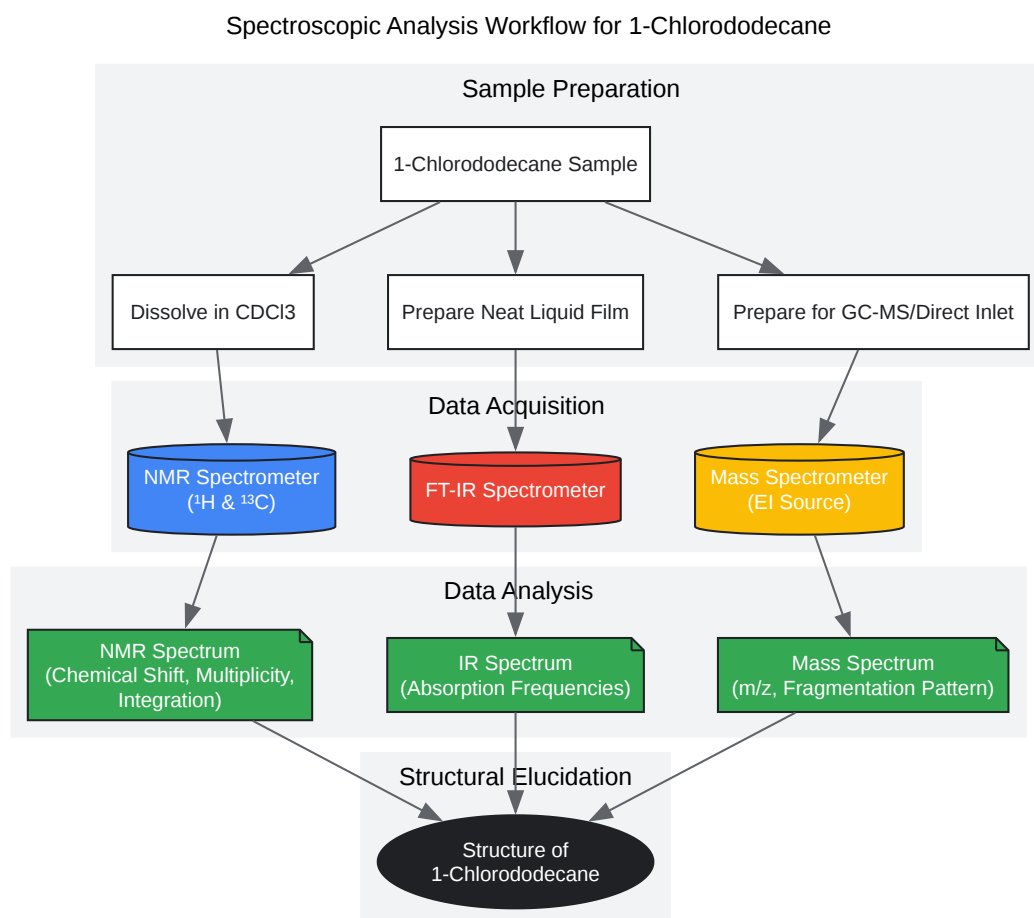 Spectroscopic Analysis Workflow for 1-Chlorododecane
Sample Preparation
1-Chlorododecane Sample
Dissolve in CDCl3
Prepare Neat Liquid Film
Prepare for GC-MS/Direct Inlet
Data Acquisition
NMR Spectrometer
(¹H & ¹³C)
FT-IR Spectrometer
Mass Spectrometer
(EI Source)
Data Analysis
NMR Spectrum
(Chemical Shift, Multiplicity,
Integration)
IR Spectrum
(Absorption Frequencies)
Mass Spectrum
(m/z, Fragmentation Pattern)
Structural Elucidation
Structure of
1-Chlorododecane